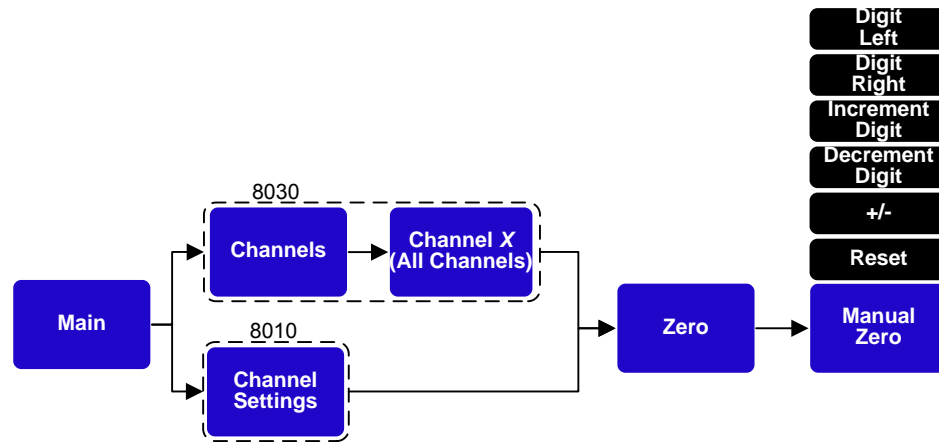 Digit
Left
Digit
Right
Increment
Digit
Decrement
Digit
+/-
Reset
Manual
Zero
8030
Channels
Channel X
(All Channels)
Main
Zero
8010
Channel
Settings